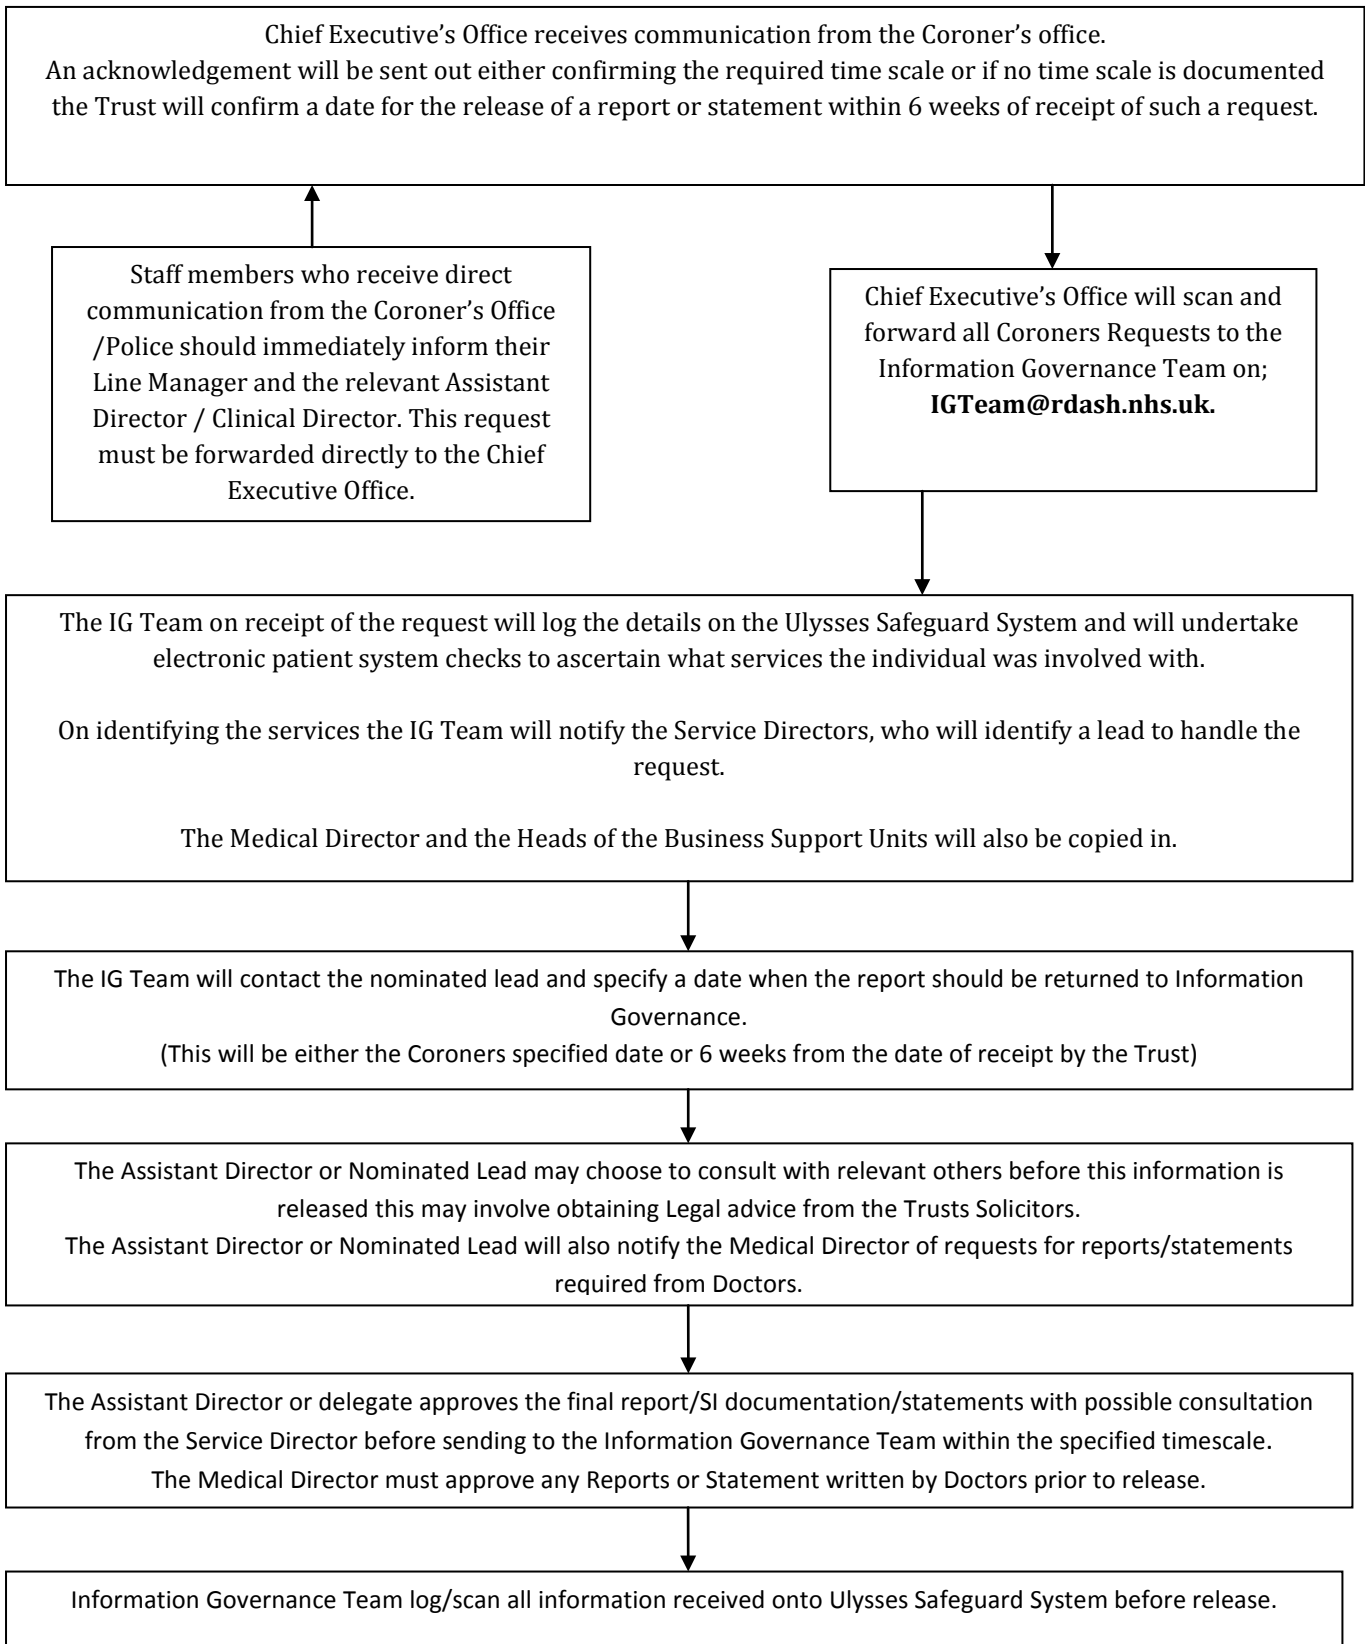 Chief Executive’s Office receives communication from the Coroner’s office.
An acknowledgement will be sent out either confirming the required time scale or if no time scale is documented
the Trust will confirm a date for the release of a report or statement within 6 weeks of receipt of such a request.
Staff members who receive direct
communication from the Coroner’s Office
/Police should immediately inform their
Line Manager and the relevant Assistant
Director / Clinical Director. This request
must be forwarded directly to the Chief
Executive Office.
Chief Executive’s Office will scan and
forward all Coroners Requests to the
Information Governance Team on;
IGTeam@rdash.nhs.uk.
The IG Team on receipt of the request will log the details on the Ulysses Safeguard System and will undertake
electronic patient system checks to ascertain what services the individual was involved with.
On identifying the services the IG Team will notify the Service Directors, who will identify a lead to handle the
request.
The Medical Director and the Heads of the Business Support Units will also be copied in.
The IG Team will contact the nominated lead and specify a date when the report should be returned to Information
Governance.
(This will be either the Coroners specified date or 6 weeks from the date of receipt by the Trust)
The Assistant Director or Nominated Lead may choose to consult with relevant others before this information is
released this may involve obtaining Legal advice from the Trusts Solicitors.
The Assistant Director or Nominated Lead will also notify the Medical Director of requests for reports/statements
required from Doctors.
The Assistant Director or delegate approves the final report/SI documentation/statements with possible consultation
from the Service Director before sending to the Information Governance Team within the specified timescale.
The Medical Director must approve any Reports or Statement written by Doctors prior to release.
Information Governance Team log/scan all information received onto Ulysses Safeguard System before release.